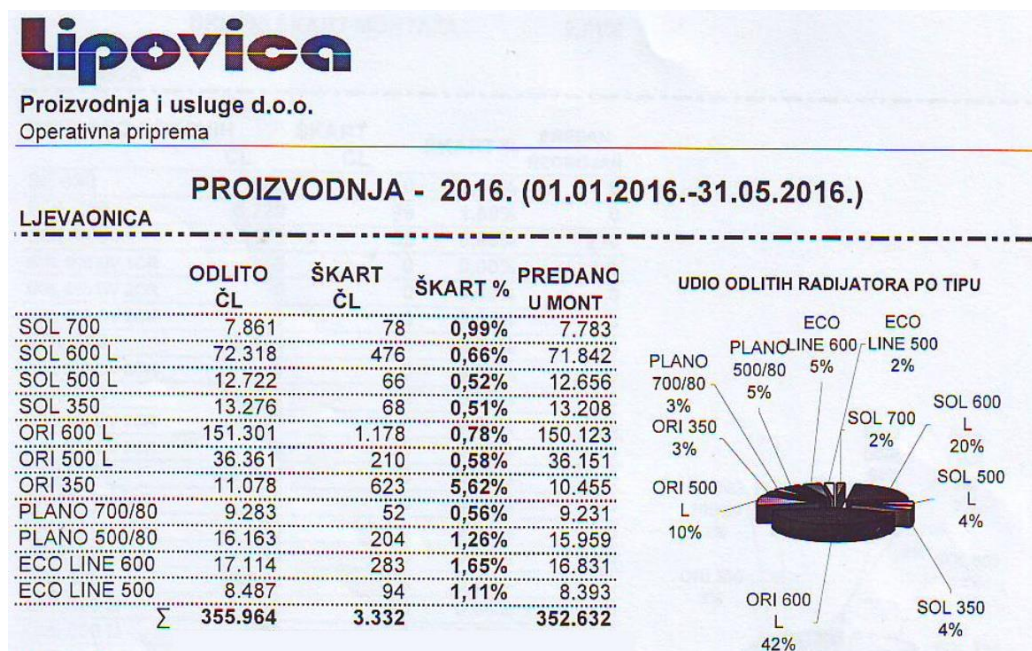 Lipovica
Proizvodnja i usluge d.o.o.
Operativna priprema
PROIZVODNJA - 2016. (01.01.2016.-31.05.2016.)
LJEVAONICA
ODLITO ČL ŠKART ČL ŠKART % PREDANO U MONT
SOL 700 7.861 78 0,99% 7.783
SOL 600 L 72.318 476 0,66% 71.842
SOL 500 L 12.722 66 0,52% 12.656
SOL 350 13.276 68 0,51% 13.208
ORI 600 L 151.301 1.178 0,78% 150.123
ORI 500 L 36.361 210 0,58% 36.151
ORI 350 11.078 623 5,62% 10.455
PLANO 700/80 9.283 52 0,56% 9.231
PLANO 500/80 16.163 204 1,26% 15.959
ECO LINE 600 17.114 283 1,65% 16.831
ECO LINE 500 8.487 94 1,11% 8.393
Σ 355.964 3.332 352.632
UDIO ODLITIH RADIJATORA PO TIPU
ECO LINE 600 5%
ECO LINE 500 2%
PLANO 500/80 5%
PLANO 700/80 3%
ORI 350 3%
SOL 700 2%
SOL 600 L 20%
SOL 500 L 4%
ORI 500 L 10%
ORI 600 L 42%
SOL 350 4%